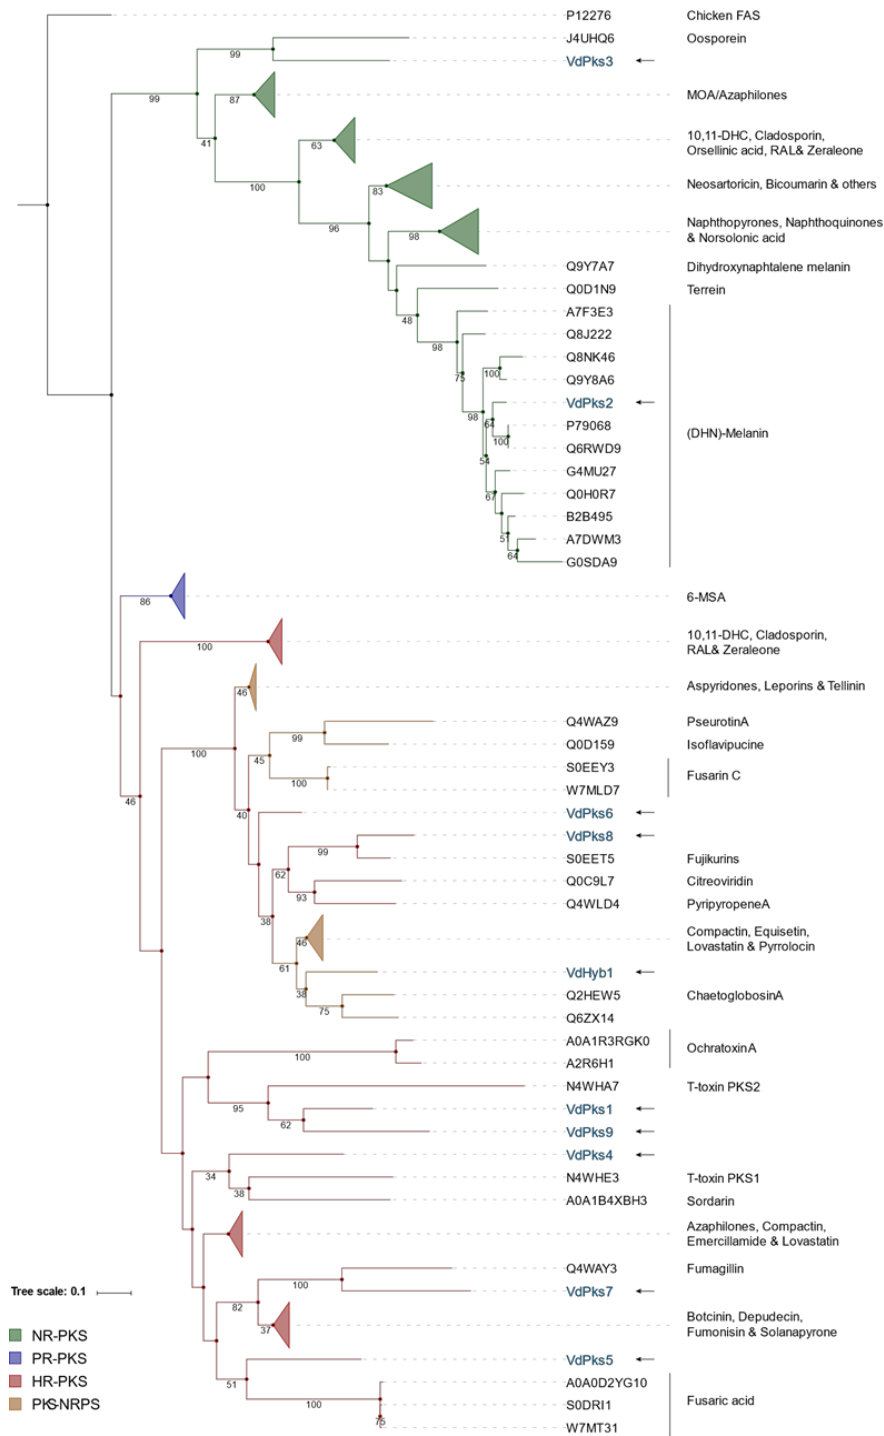 P12276 Chicken FAS
J4UHQ6 Oosporein
99
VdPks3
99
87
MOA/Azaphilones
41
63
10,11-DHC, Cladosporin,
Orsellinic acid, RAL& Zeraleone
100
83
Neosartoricin, Bicoumarin & others
96
98
Naphthopyrones, Naphthoquinones
& Norsolonic acid
Q9Y7A7 Dihydroxynaphtalene melanin
Q0D1N9 Terrein
48
A7F3E3
98
Q8J222
Q8NK46
75
100
Q9Y8A6
VdPks2
98
64
P79068
(DHN)-Melanin
100
Q6RWD9
54
G4MU27
67
Q0H0R7
B2B495
51
A7DWM3
64
G0SDA9
86
6-MSA
100
10,11-DHC, Cladosporin,
RAL& Zeraleone
46
Aspyridones, Leporins & Tellinin
Q4WAZ9 PseurotinA
99
100
Q0D159 Isoflavipucine
45
S0EEY3
Fusarin C
100
W7MLD7
46
40
VdPks6
VdPks8
99
S0EET5 Fujikurins
62
Q0C9L7 Citreoviridin
93
Q4WLD4 PyripyropeneA
38
46
Compactin, Equisetin,
Lovastatin & Pyrrolocin
61
VdHyb1
38
Q2HEW5 ChaetoglobosinA
75
Q6ZX14
A0A1R3RGK0
OchratoxinA
100
A2R6H1
N4WHA7 T-toxin PKS2
95
VdPks1
62
VdPks9
VdPks4
34
N4WHE3 T-toxin PKS1
38
A0A1B4XBH3 Sordarin
Azaphilones, Compactin,
Emercillamide & Lovastatin
Q4WAY3 Fumagillin
100
Tree scale: 0.1
VdPks7
82
37
Botcinin, Depudecin,
Fumonisin & Solanapyrone
NR-PKS
PR-PKS
VdPks5
HR-PKS
51
A0A0D2YG10
100
PKS-NRPS
S0DRI1
Fusaric acid
75
W7MT31